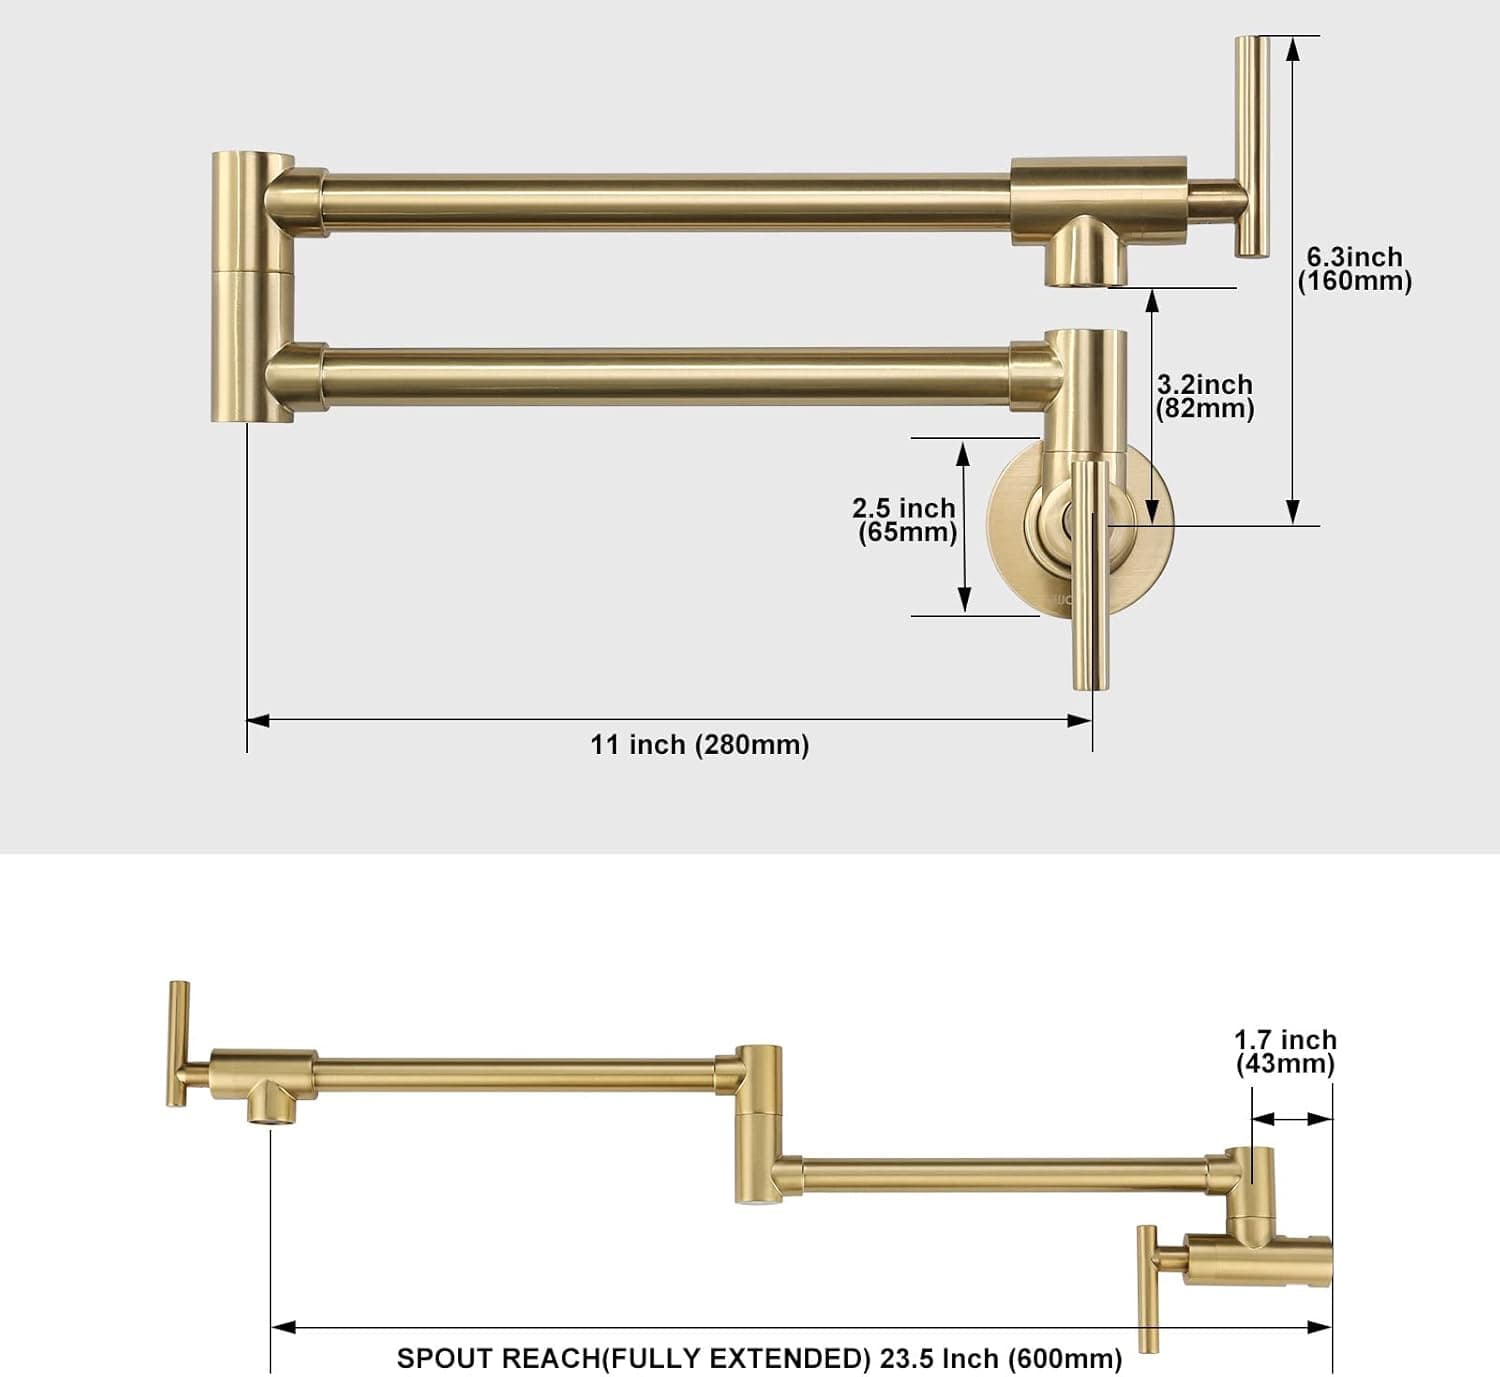 6.3inch
(160mm)
3.2inch
(82mm)
2.5 inch
(65mm)
11 inch (280mm)
1.7 inch
(43mm)
SPOUT REACH(FULLY EXTENDED) 23.5 Inch (600mm)